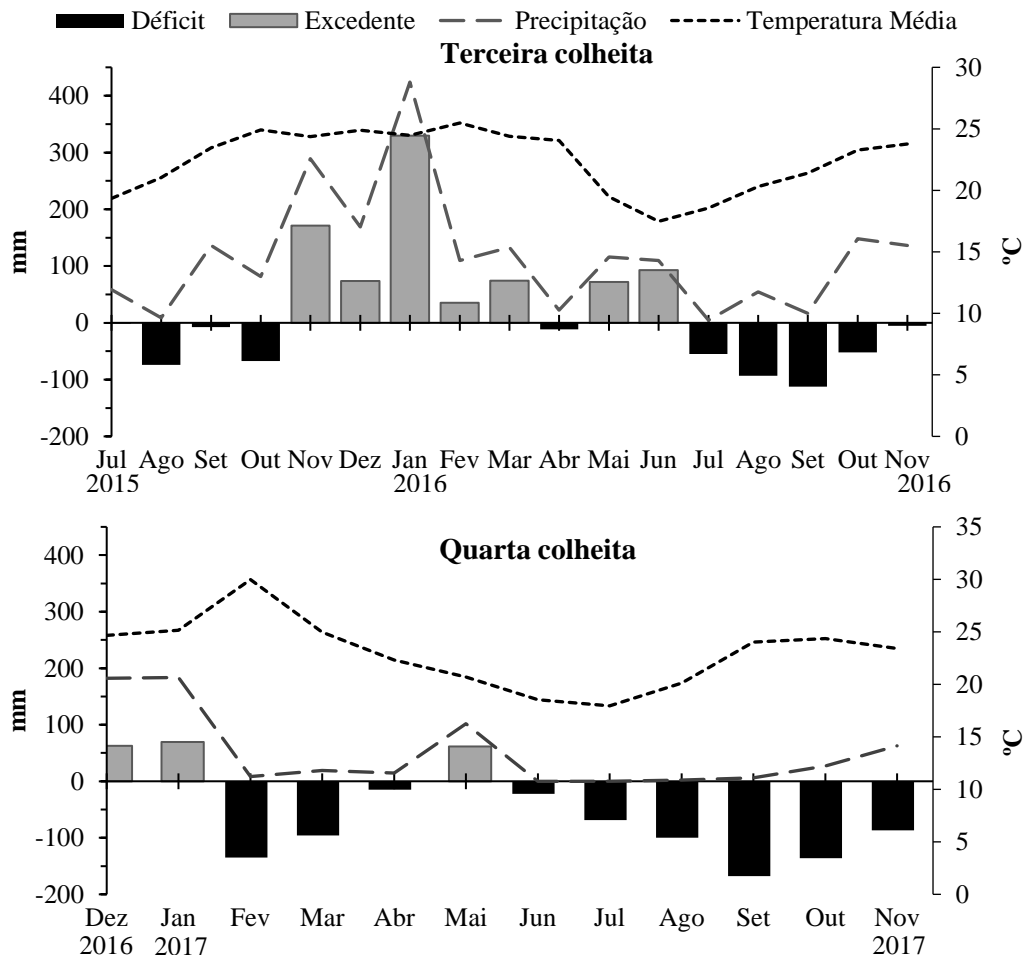 Déficit Excedente Precipitação Temperatura Média
Terceira colheita
400
300
200
100
0
-100
-200
mm
30
25
20
15
10
5
0
ºC
Jul Ago Set Out Nov Dez Jan Fev Mar Abr Mai Jun Jul Ago Set Out Nov
2015 2016 2016
Quarta colheita
400
300
200
100
0
-100
-200
mm
35
30
25
20
15
10
5
0
ºC
Dez Jan Fev Mar Abr Mai Jun Jul Ago Set Out Nov
2016 2017 2017